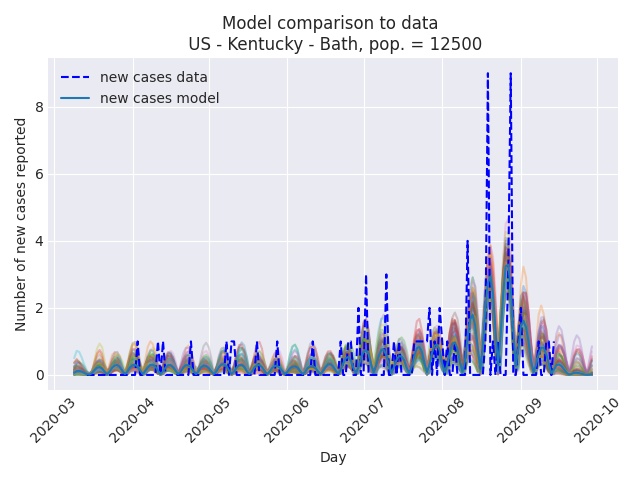 Model comparison to data
US - Kentucky - Bath, pop. = 12500
new cases data
new cases model
Number of new cases reported
8
6
4
2
0
2020-03
2020-04
2020-05
2020-06
2020-07
2020-08
2020-09
2020-10
Day